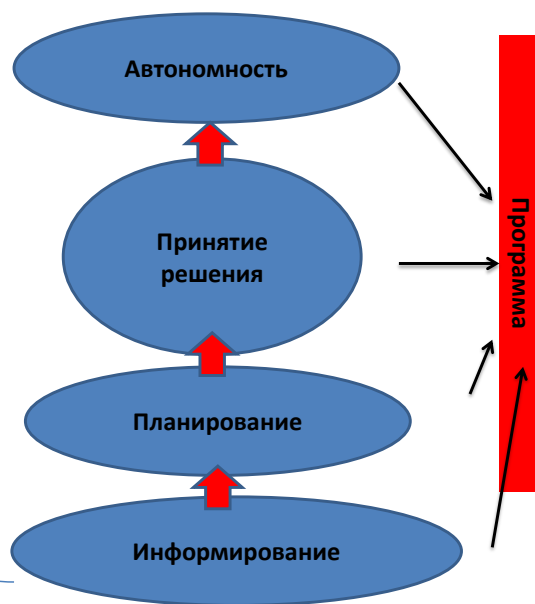 Автономность
Принятие
решения
Планирование
Информирование
Программа